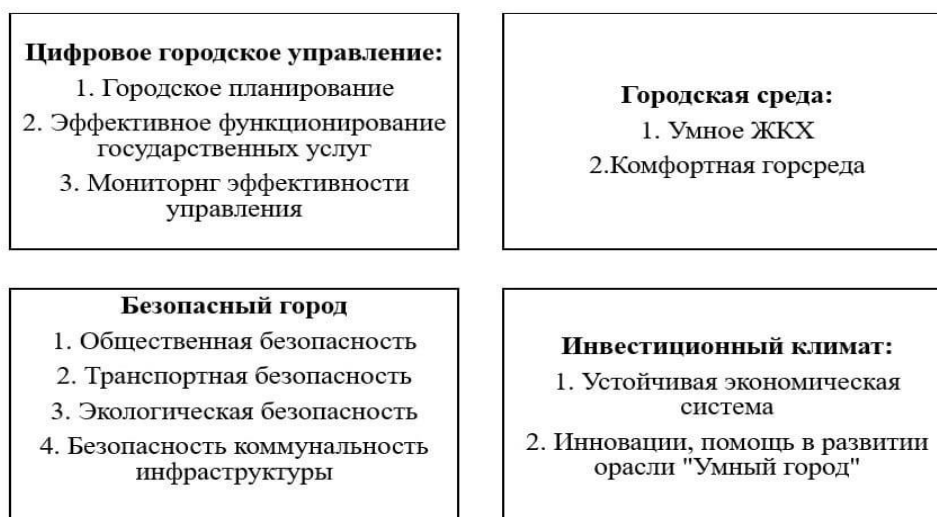 Цифровое городское управление:
1. Городское планирование
2. Эффективное функционирование
государственных услуг
3. Мониторнг эффективности
управления
Городская среда:
1. Умное ЖКХ
2.Комфортная горсреда
Безопасный город
1. Общественная безопасность
2. Транспортная безопасность
3. Экологическая безопасность
4. Безопасность коммунальность
инфраструктуры
Инвестиционный климат:
1. Устойчивая экономическая
система
2. Инновации, помощь в развитии
орасли "Умный город"